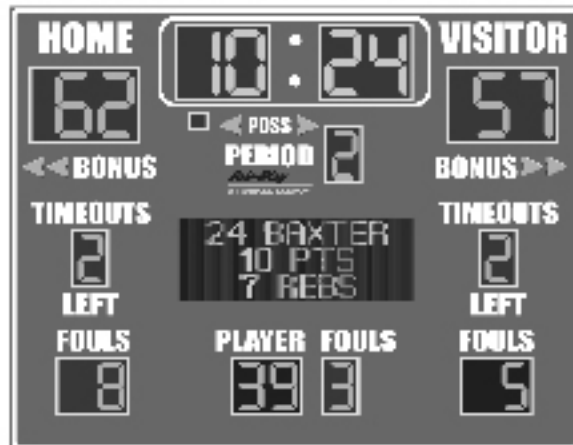 HOME 10:24 VISITOR
62 57
POSS
PERIOD 2
BONUS BONUS
TIMEOUTS TIMEOUTS
2 2
LEFT LEFT
24 BAXTER
10 PTS
7 REBS
FOULS PLAYER FOULS FOULS
8 39 3 5